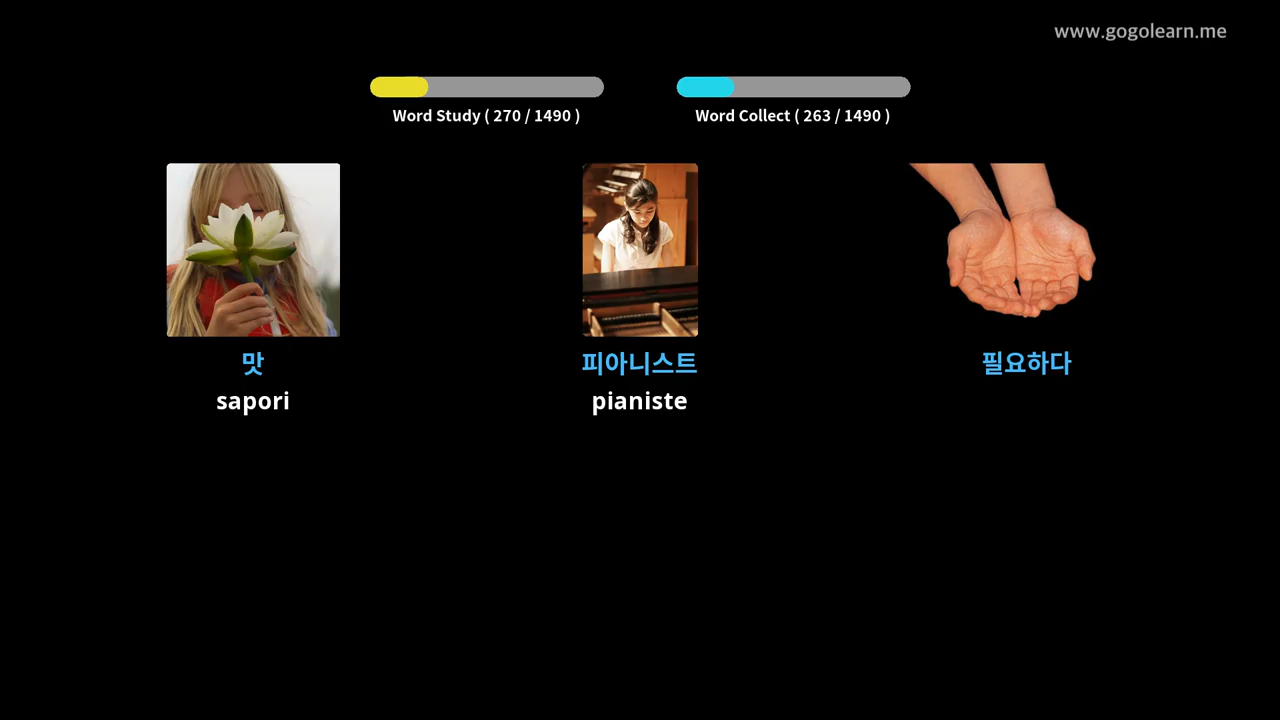 www.gogolearn.me
Word Study ( 270 / 1490 )
Word Collect ( 263 / 1490 )
맛
피아니스트
필요하다
sapori
pianiste